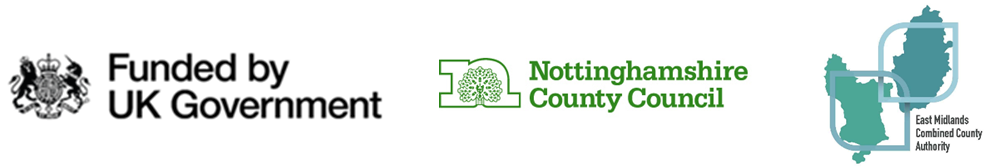 Funded by
UK Government
Nottinghamshire
County Council
East Midlands
Combined County
Authority